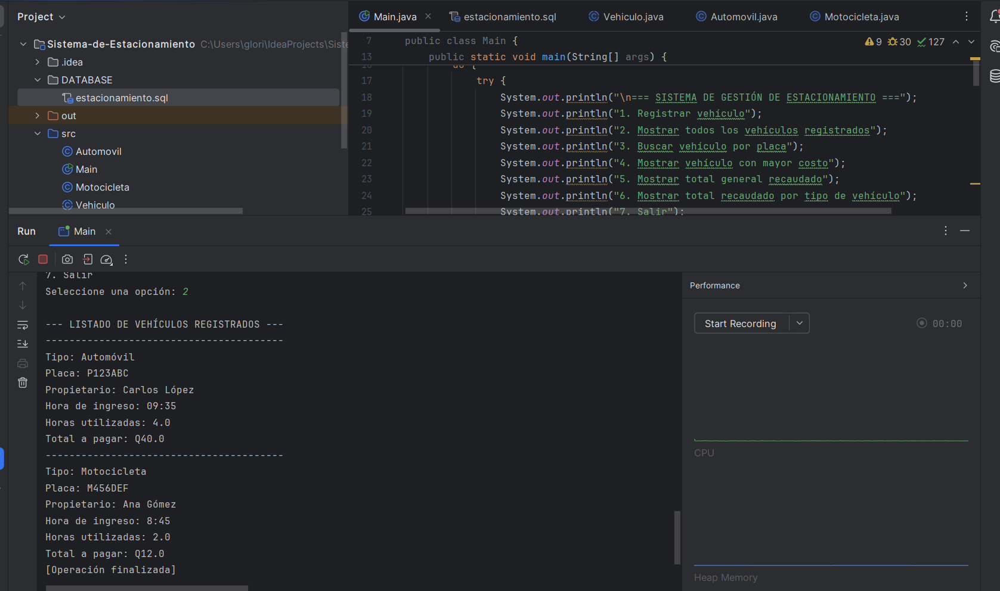 Project
Main.java
estacionamiento.sql
Vehiculo.java
Automovil.java
Motocicleta.java
Sistema-de-Estacionamiento C:\Users\glori\IdeaProjects\Siste
.idea
DATABASE
estacionamiento.sql
out
src
Automovil
Main
Motocicleta
Vehiculo
9 30 127
7 public class Main {
13 public static void main(String[] args) {
16 do {
17 try {
18 System.out.println("\n=== SISTEMA DE GESTIÓN DE ESTACIONAMIENTO ===");
19 System.out.println("1. Registrar vehículo");
20 System.out.println("2. Mostrar todos los vehículos registrados");
21 System.out.println("3. Buscar vehículo por placa");
22 System.out.println("4. Mostrar vehículo con mayor costo");
23 System.out.println("5. Mostrar total general recaudado");
24 System.out.println("6. Mostrar total recaudado por tipo de vehículo");
25 System.out.println("7. Salir");
Run Main
7. Salir
Seleccione una opción: 2
--- LISTADO DE VEHÍCULOS REGISTRADOS ---
----------------------------------------
Tipo: Automóvil
Placa: P123ABC
Propietario: Carlos López
Hora de ingreso: 09:35
Horas utilizadas: 4.0
Total a pagar: Q40.0
----------------------------------------
Tipo: Motocicleta
Placa: M456DEF
Propietario: Ana Gómez
Hora de ingreso: 8:45
Horas utilizadas: 2.0
Total a pagar: Q12.0
[Operación finalizada]
Performance
Start Recording
00:00
CPU
Heap Memory